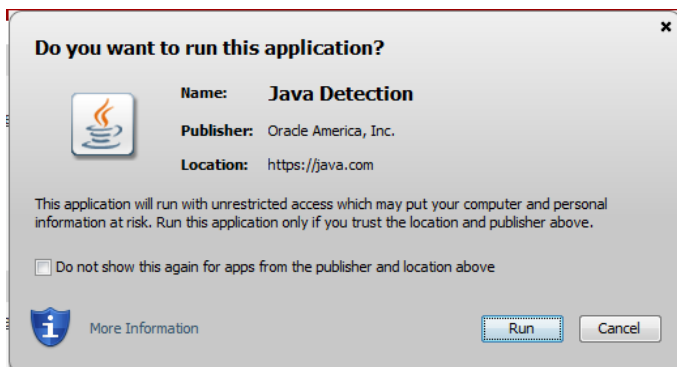 Do you want to run this application?
Name: Java Detection
Publisher: Oracle America, Inc.
Location: https://java.com
This application will run with unrestricted access which may put your computer and personal
information at risk. Run this application only if you trust the location and publisher above.
Do not show this again for apps from the publisher and location above
More Information
Run
Cancel